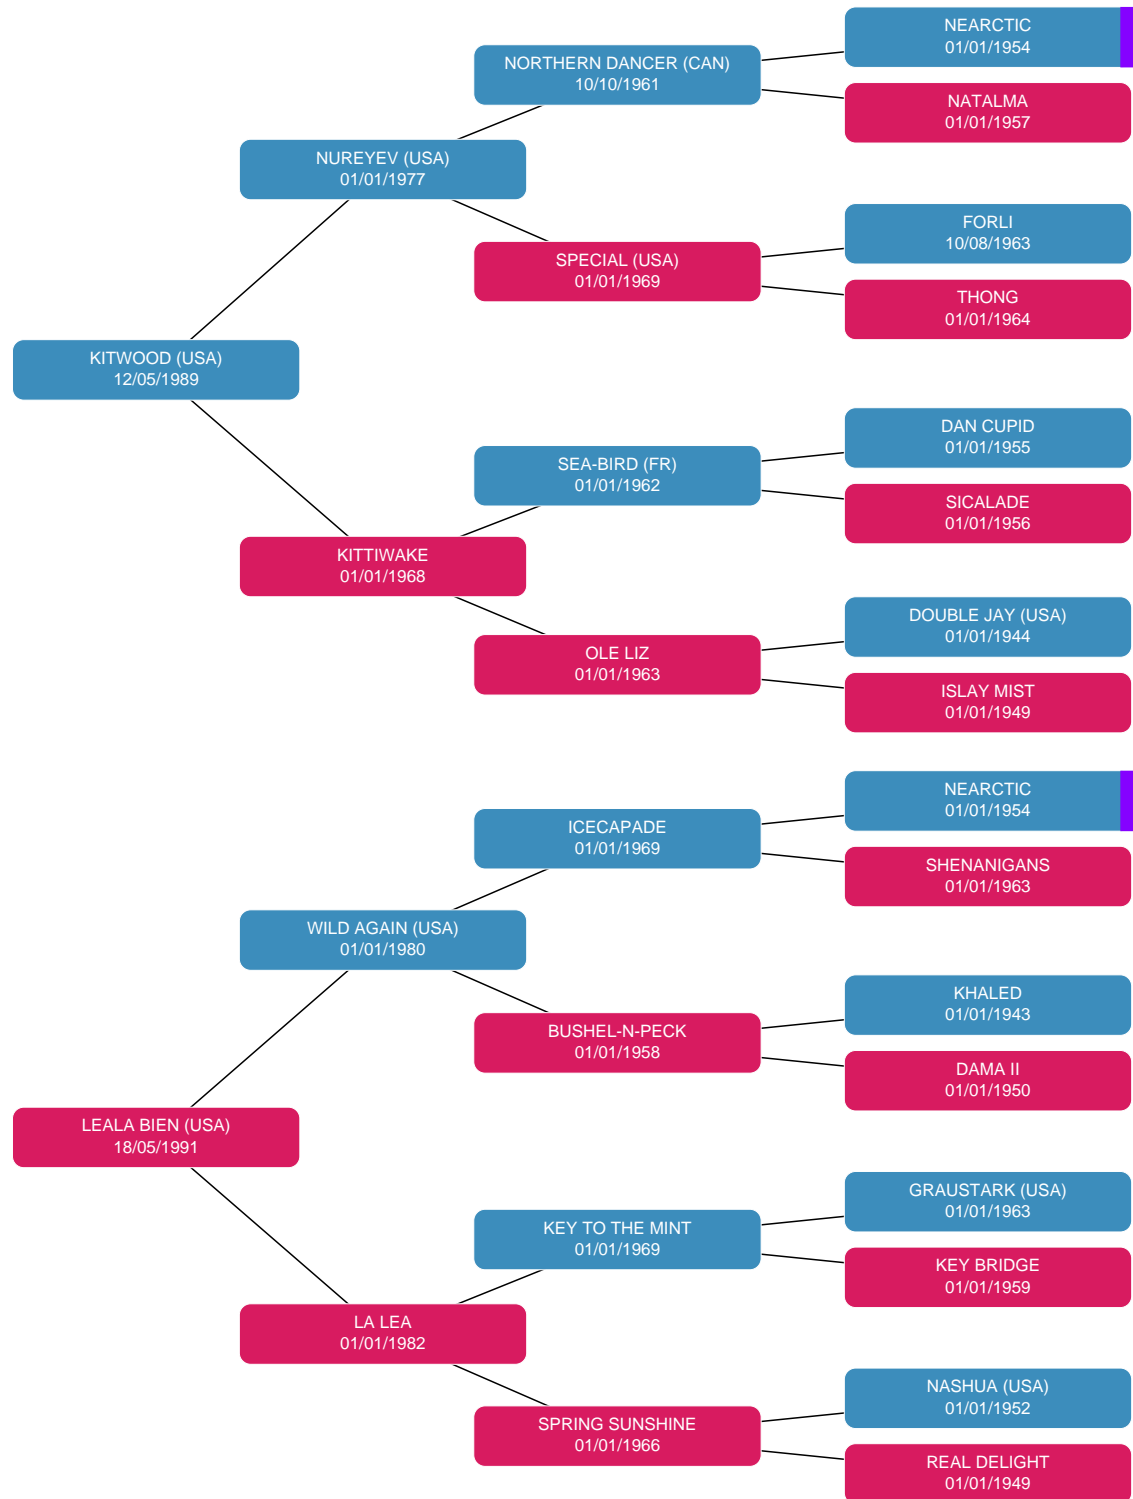 NEARCTIC
01/01/1954
NORTHERN DANCER (CAN)
10/10/1961
NATALMA
01/01/1957
NUREYEV (USA)
01/01/1977
FORLI
10/08/1963
SPECIAL (USA)
01/01/1969
THONG
01/01/1964
KITWOOD (USA)
12/05/1989
DAN CUPID
01/01/1955
SEA-BIRD (FR)
01/01/1962
SICALADE
01/01/1956
KITTIWAKE
01/01/1968
DOUBLE JAY (USA)
01/01/1944
OLE LIZ
01/01/1963
ISLAY MIST
01/01/1949
NEARCTIC
01/01/1954
ICECAPADE
01/01/1969
SHENANIGANS
01/01/1963
WILD AGAIN (USA)
01/01/1980
KHALED
01/01/1943
BUSHEL-N-PECK
01/01/1958
DAMA II
01/01/1950
LEALA BIEN (USA)
18/05/1991
GRAUSTARK (USA)
01/01/1963
KEY TO THE MINT
01/01/1969
KEY BRIDGE
01/01/1959
LA LEA
01/01/1982
NASHUA (USA)
01/01/1952
SPRING SUNSHINE
01/01/1966
REAL DELIGHT
01/01/1949